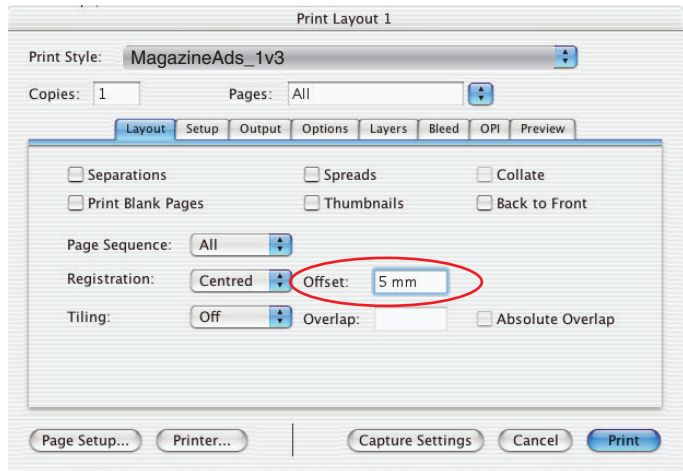 Print Layout 1
Print Style: MagazineAds_1v3
Copies: 1 Pages: All
Layout Setup Output Options Layers Bleed OPI Preview
Separations Spreads Collate
Print Blank Pages Thumbnails Back to Front
Page Sequence: All
Registration: Centred Offset: 5 mm
Tiling: Off Overlap: Absolute Overlap
Page Setup... Printer... Capture Settings Cancel Print